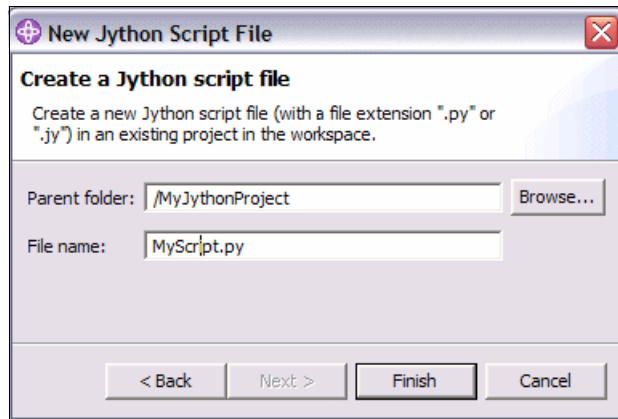 New Jython Script File
Create a Jython script file
Create a new Jython script file (with a file extension ".py" or
".jy") in an existing project in the workspace.
Parent folder: /MyJythonProject Browse...
File name: MyScript.py
< Back Next > Finish Cancel